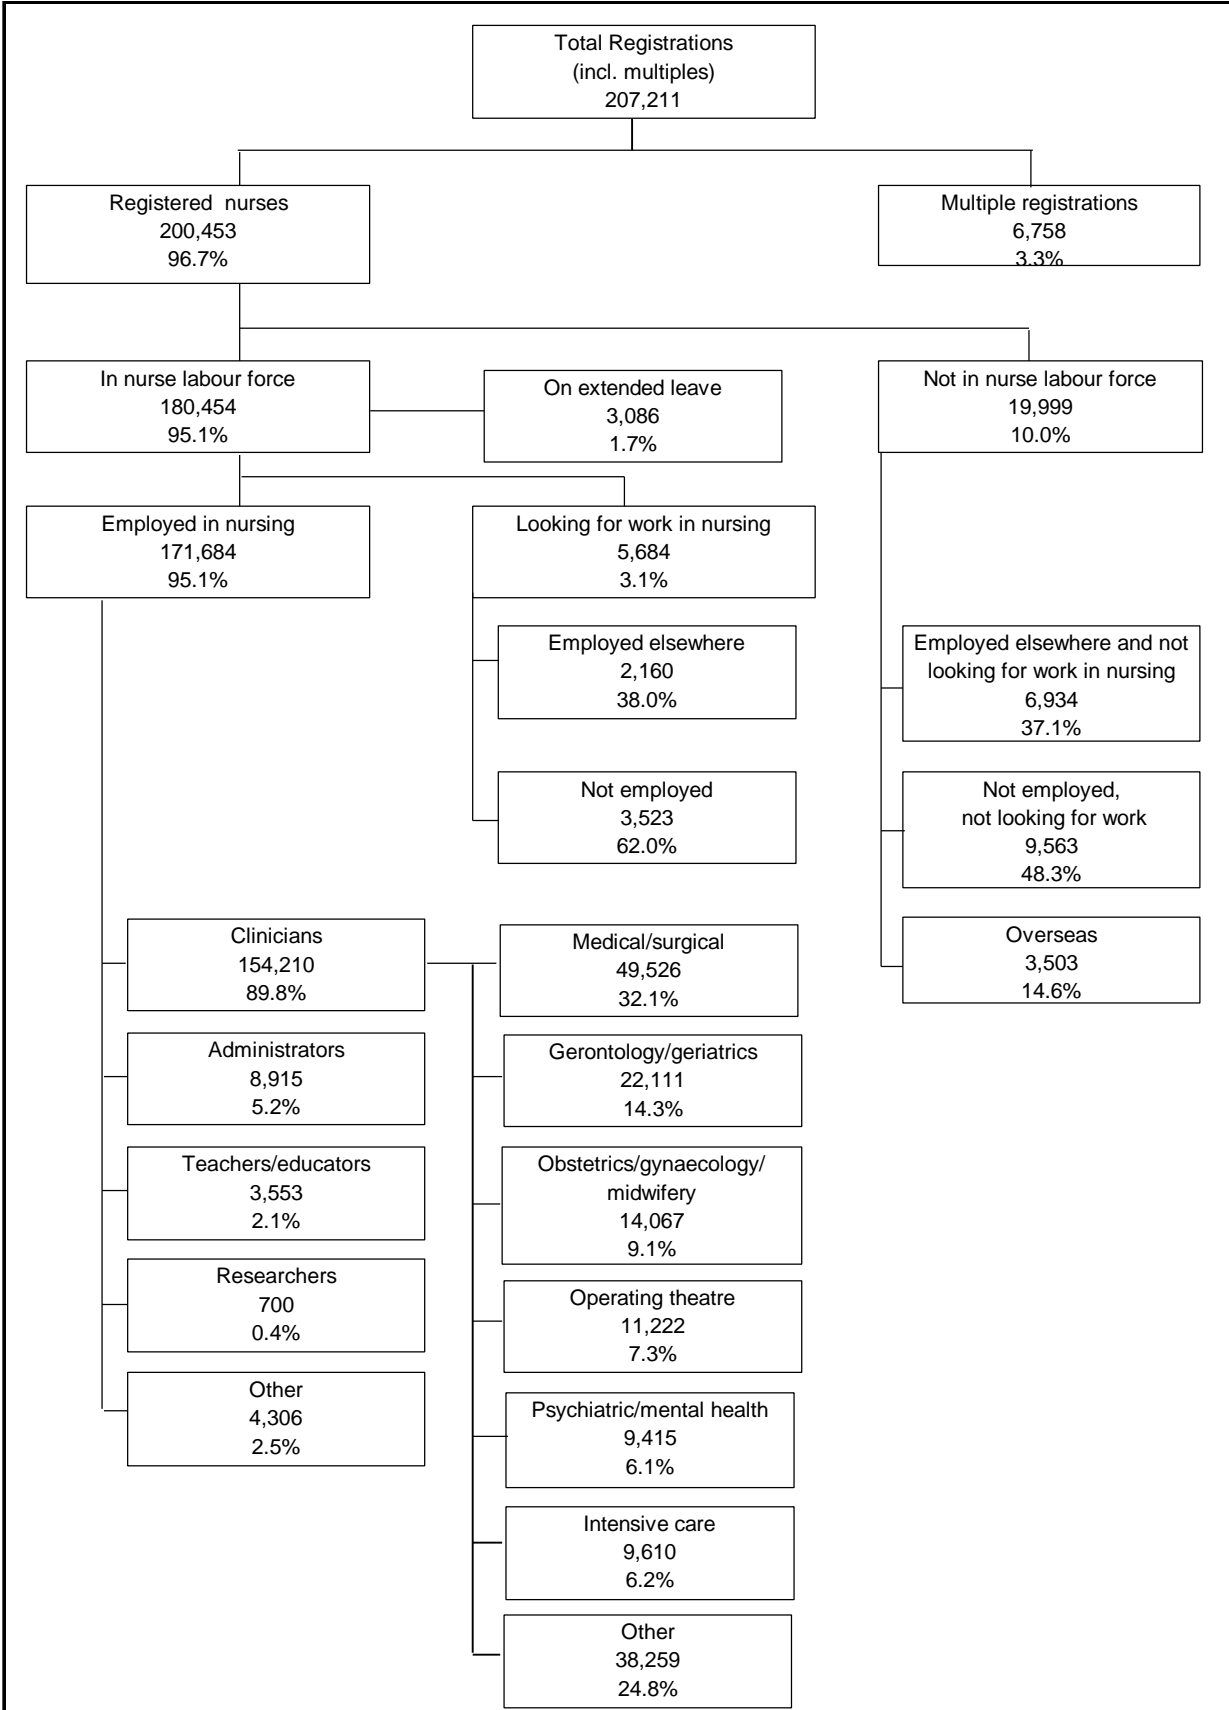 Total Registrations
(incl. multiples)
207,211
Registered nurses
200,453
96.7%
Multiple registrations
6,758
3.3%
In nurse labour force
180,454
95.1%
On extended leave
3,086
1.7%
Not in nurse labour force
19,999
10.0%
Employed in nursing
171,684
95.1%
Looking for work in nursing
5,684
3.1%
Employed elsewhere
2,160
38.0%
Not employed
3,523
62.0%
Employed elsewhere and not
looking for work in nursing
6,934
37.1%
Not employed,
not looking for work
9,563
48.3%
Overseas
3,503
14.6%
Clinicians
154,210
89.8%
Administrators
8,915
5.2%
Teachers/educators
3,553
2.1%
Researchers
700
0.4%
Other
4,306
2.5%
Medical/surgical
49,526
32.1%
Gerontology/geriatrics
22,111
14.3%
Obstetrics/gynaecology/
midwifery
14,067
9.1%
Operating theatre
11,222
7.3%
Psychiatric/mental health
9,415
6.1%
Intensive care
9,610
6.2%
Other
38,259
24.8%